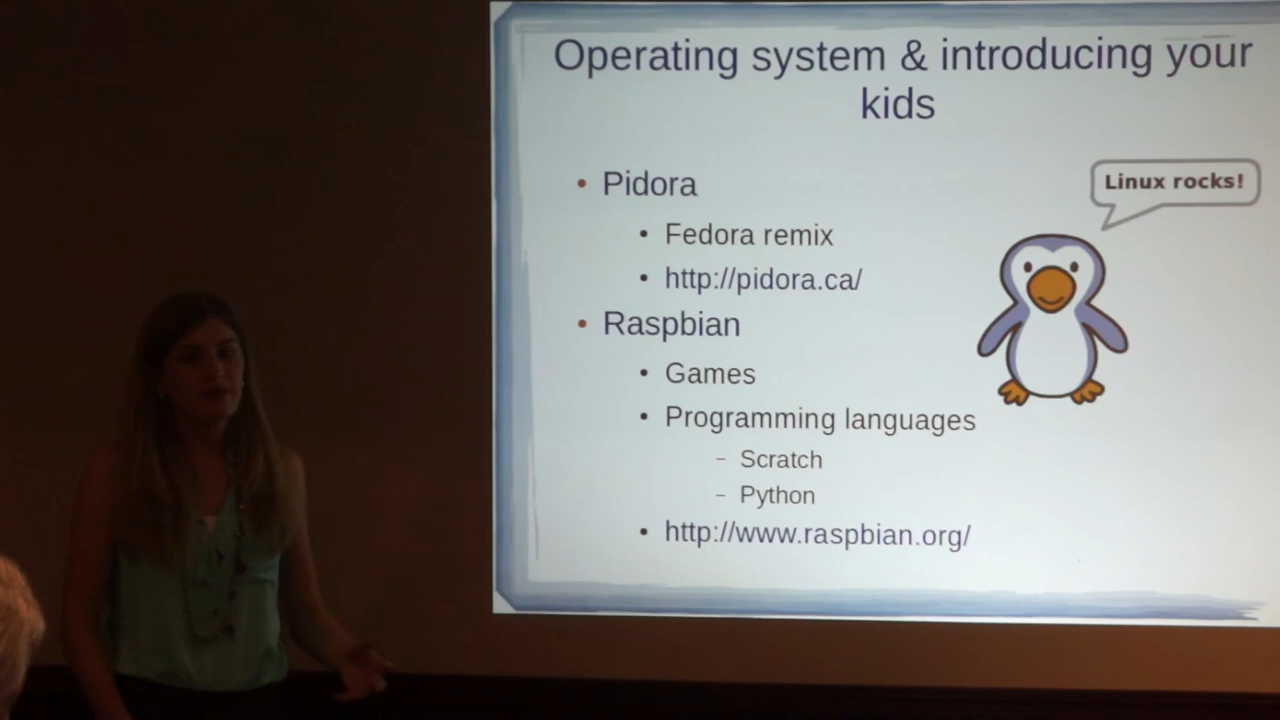 Operating system & introducing your
kids
Linux rocks!
• Pidora
• Fedora remix
• http://pidora.ca/
• Raspbian
• Games
• Programming languages
– Scratch
– Python
• http://www.raspbian.org/